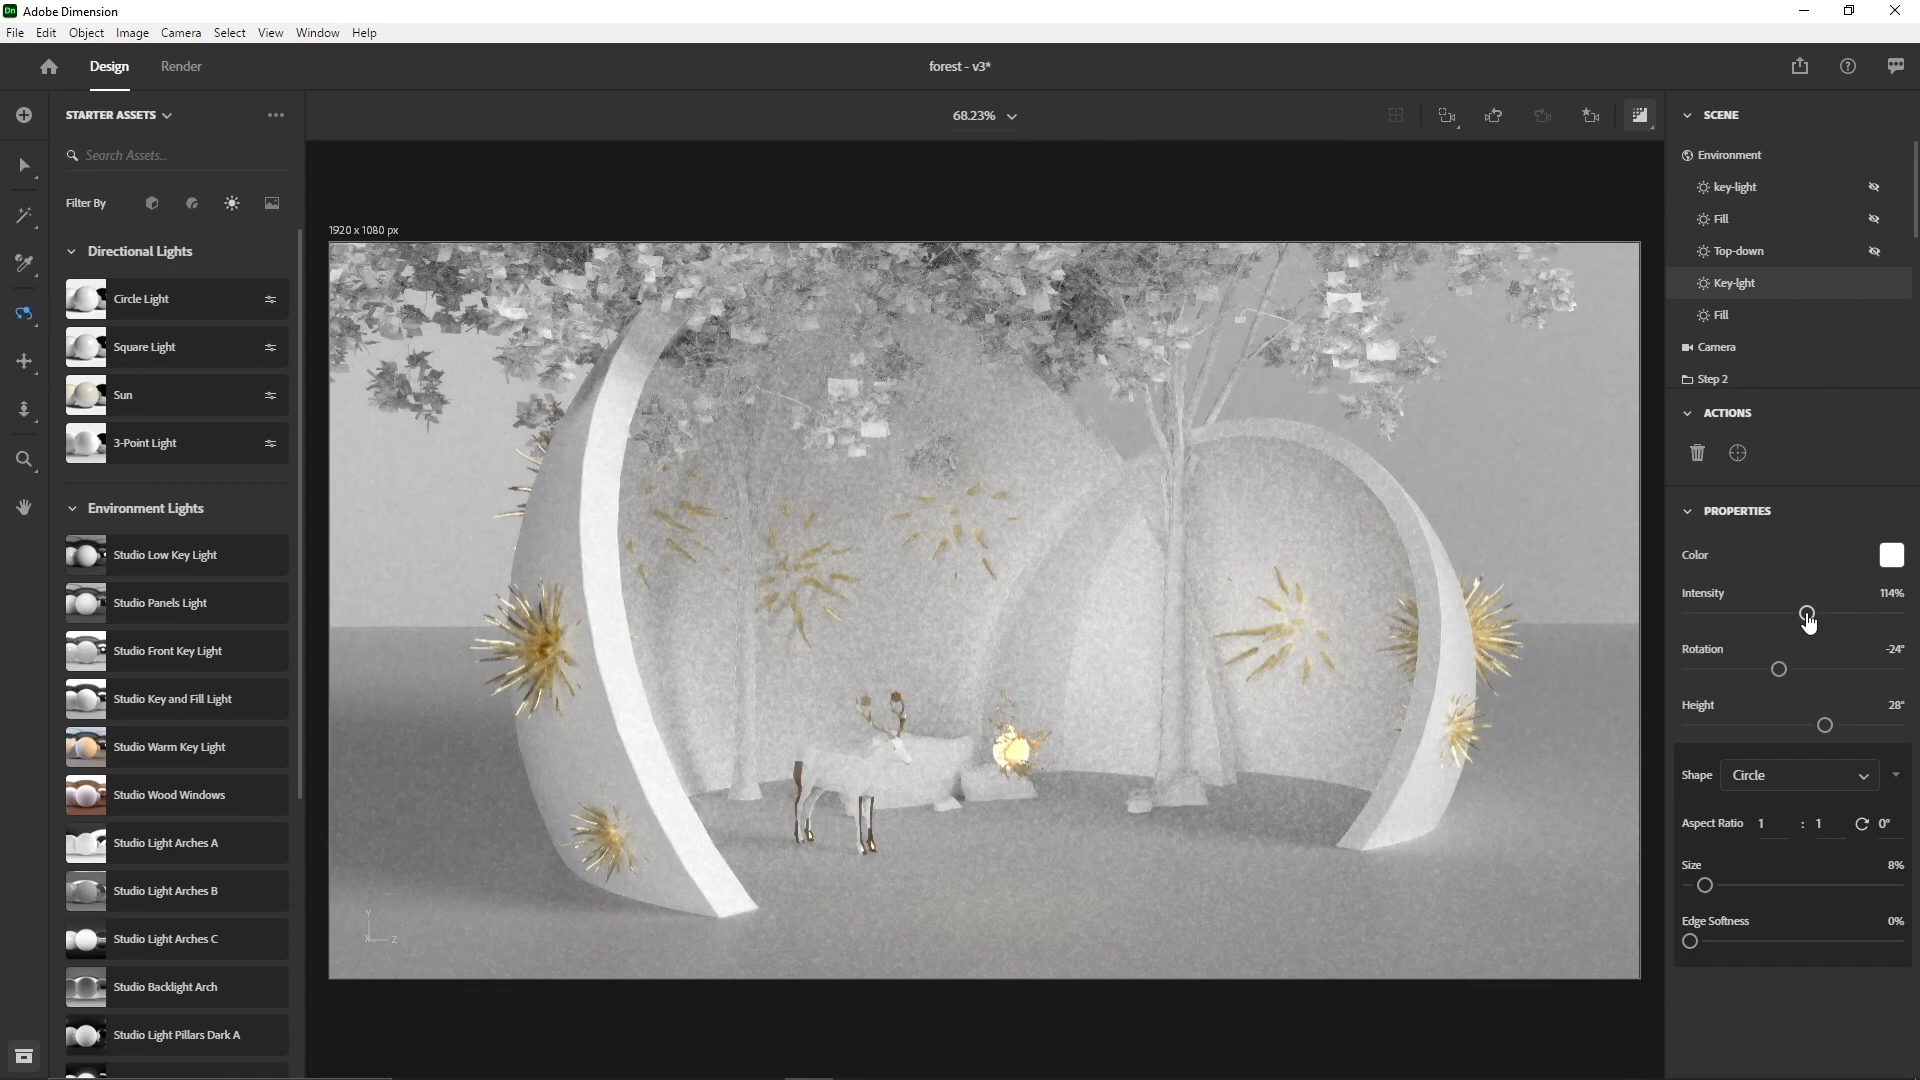 Dn Adobe Dimension
File Edit Object Image Camera Select View Window Help
Design Render forest - v3*
STARTER ASSETS
Search Assets...
Filter By
Directional Lights
Circle Light
Square Light
Sun
3-Point Light
Environment Lights
Studio Low Key Light
Studio Panels Light
Studio Front Key Light
Studio Key and Fill Light
Studio Warm Key Light
Studio Wood Windows
Studio Light Arches A
Studio Light Arches B
Studio Light Arches C
Studio Backlight Arch
Studio Light Pillars Dark A
68.23%
1920 x 1080 px
Y
X Z
SCENE
Environment
key-light
Fill
Top-down
Key-lght
Fill
Camera
Step 2
ACTIONS
PROPERTIES
Color
Intensity 114%
Rotation -24°
Height 28°
Shape Circle
Aspect Ratio 1 : 1 0°
Size 8%
Edge Softness 0%